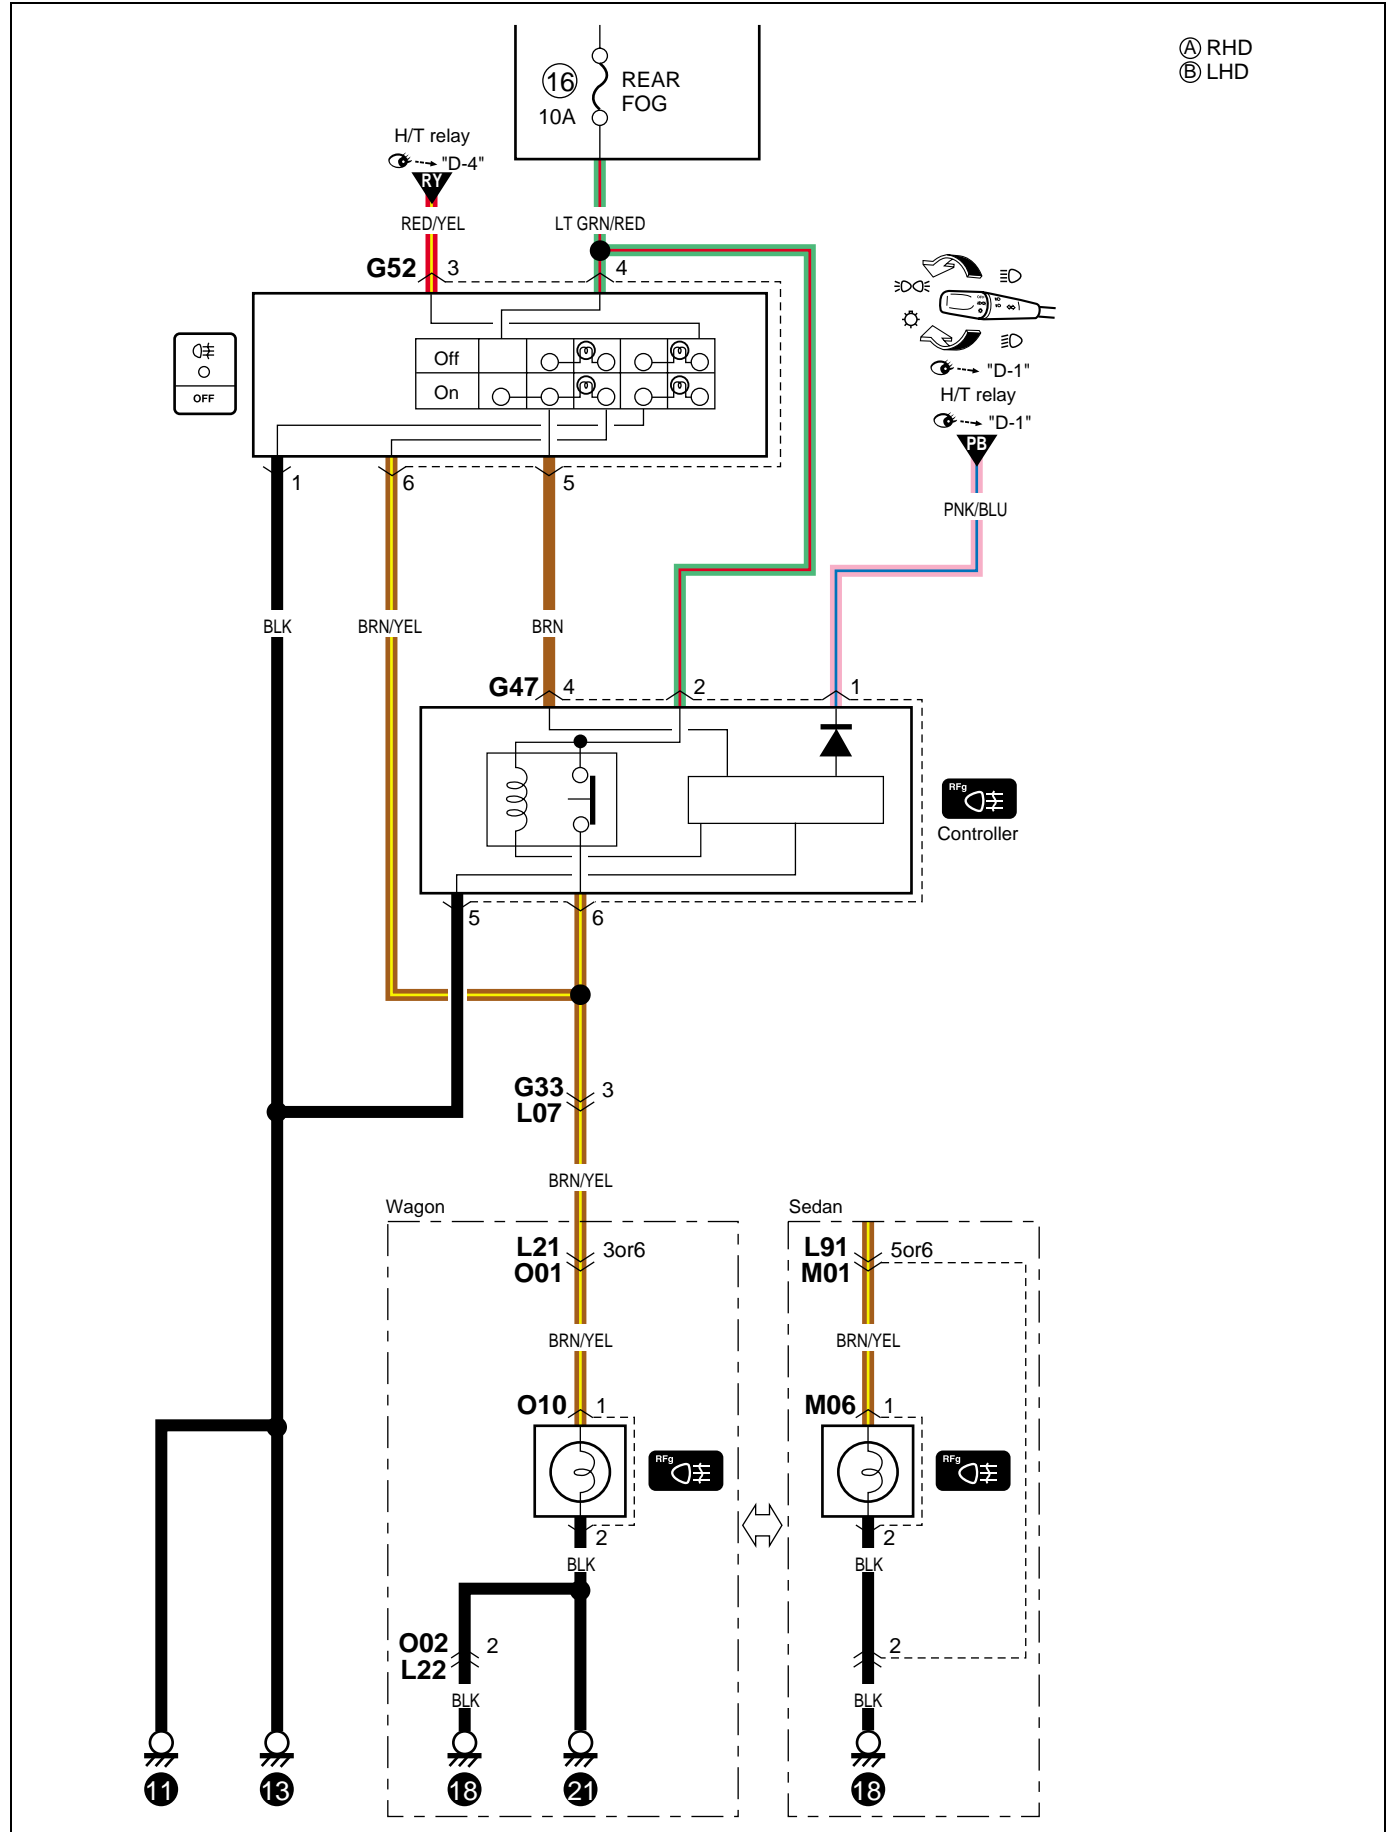 Ⓐ RHD
Ⓑ LHD
16
10A
REAR
FOG
H/T relay
"D-4"
RY
RED/YEL
LT GRN/RED
G52
3
4
Off
On
OFF
1
6
5
"D-1"
H/T relay
"D-1"
PB
PNK/BLU
BLK
BRN/YEL
BRN
G47
4
2
1
RFg
Controller
5
6
G33
L07
3
BRN/YEL
Wagon
Sedan
L21
O01
3or6
L91
M01
5or6
BRN/YEL
BRN/YEL
O10
1
M06
1
RFg
RFg
2
2
BLK
BLK
O02
L22
2
2
BLK
BLK
11
13
18
21
18